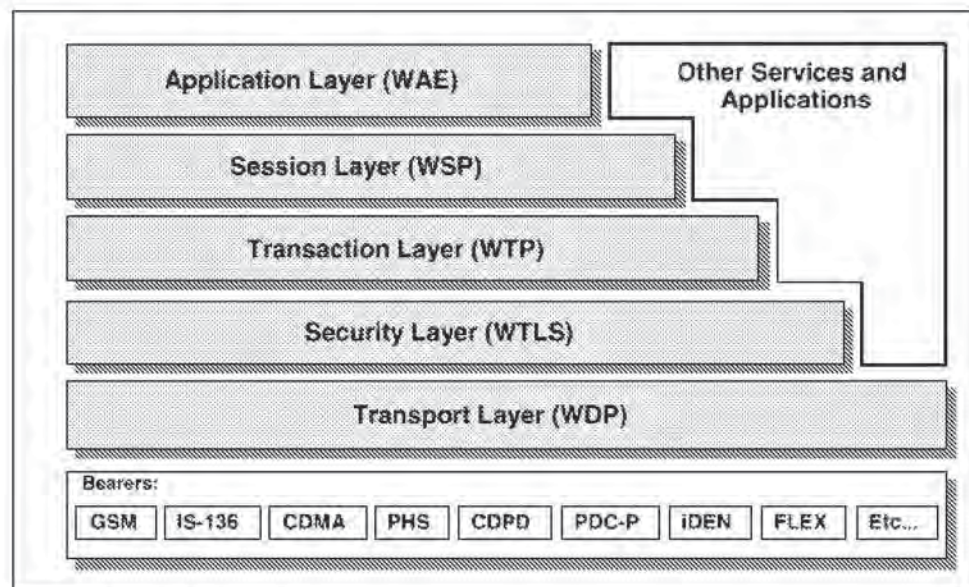 Application Layer (WAE)
Other Services and
Applications
Session Layer (WSP)
Transaction Layer (WTP)
Security Layer (WTLS)
Transport Layer (WDP)
Bearers:
GSM
IS-136
CDMA
PHS
CDPD
PDC-P
iDEN
FLEX
Etc...